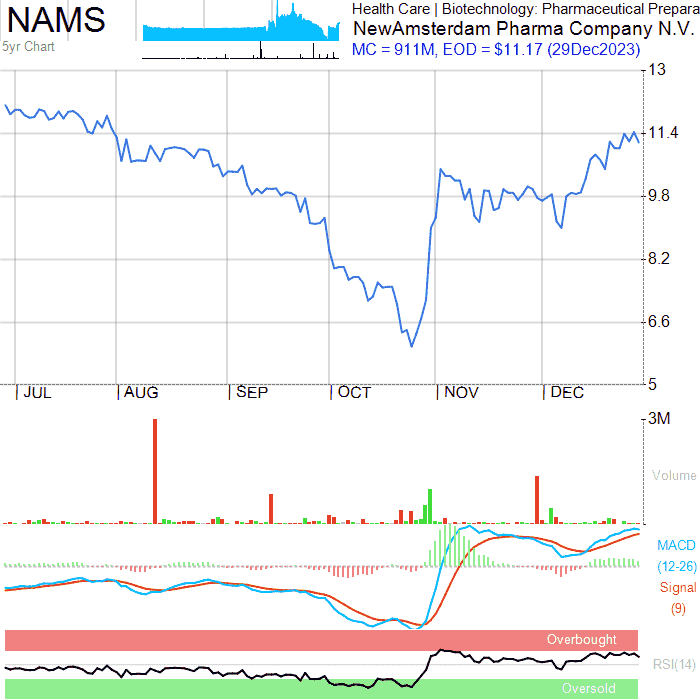 NAMS
5yr Chart
Health Care | Biotechnology: Pharmaceutical Prepara
NewAmsterdam Pharma Company N.V.
MC = 911M, EOD = $11.17 (29Dec2023)
13
11.4
9.8
8.2
6.6
5
JUL
AUG
SEP
OCT
NOV
DEC
3M
Volume
MACD
(12-26)
Signal
(9)
Overbought
RSI(14)
Oversold